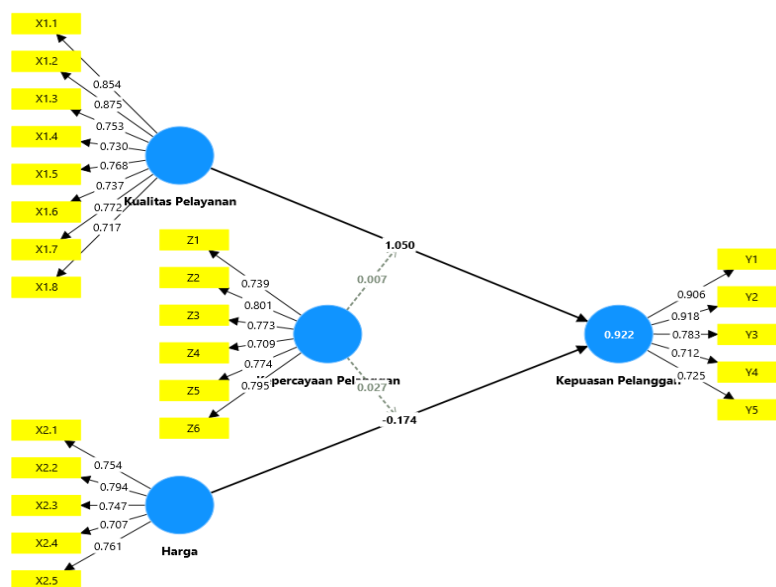 X1.1
X1.2
X1.3
X1.4
X1.5
X1.6
X1.7
X1.8
0.854
0.875
0.753
0.730
0.768
0.737
0.772
0.717
Kualitas Pelayanan
Z1
Z2
Z3
Z4
Z5
Z6
0.739
0.801
0.773
0.709
0.774
0.795
1.050
0.007
0.027
-0.174
0.922
Kepuasan Pelanggan
0.906
0.918
0.783
0.712
0.725
Y1
Y2
Y3
Y4
Y5
X2.1
X2.2
X2.3
X2.4
X2.5
0.754
0.794
0.747
0.707
0.761
Harga